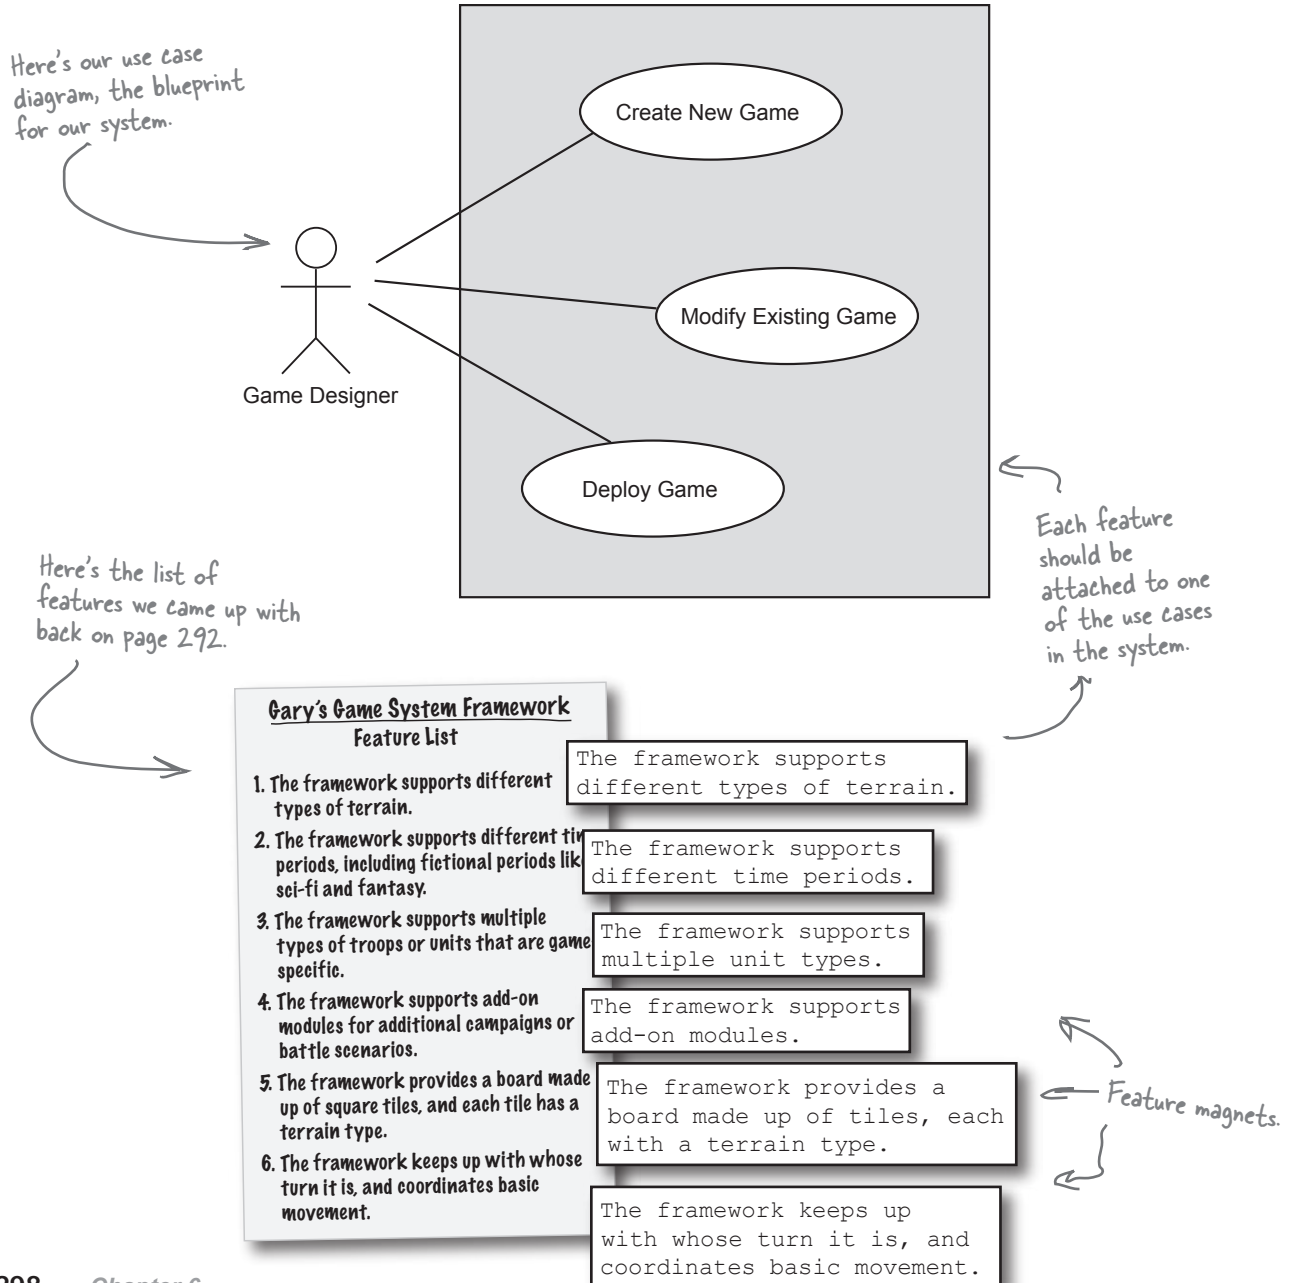 Here's our use case
diagram, the blueprint
for our system.
Create New Game
Modify Existing Game
Game Designer
Deploy Game
Each feature
should be
attached to one
of the use cases
in the system.
Here's the list of
features we came up with
back on page 292.
Gary's Game System Framework
Feature List
1. The framework supports different
types of terrain.
2. The framework supports different
periods, including fictional periods
sci-fi and fantasy.
3. The framework supports multiple
types of troops or units that are game
specific.
4. The framework supports add-on
modules for additional campaigns or
battle scenarios.
5. The framework provides a board made
up of square tiles, and each tile has a
terrain type.
6. The framework keeps up with whose
turn it is, and coordinates basic
movement.
The framework supports
different types of terrain.
The framework supports
different time periods.
The framework supports
multiple unit types.
The framework supports
add-on modules.
The framework provides a
board made up of tiles, each
with a terrain type.
The framework keeps up
with whose turn it is, and
coordinates basic movement.
Feature magnets.